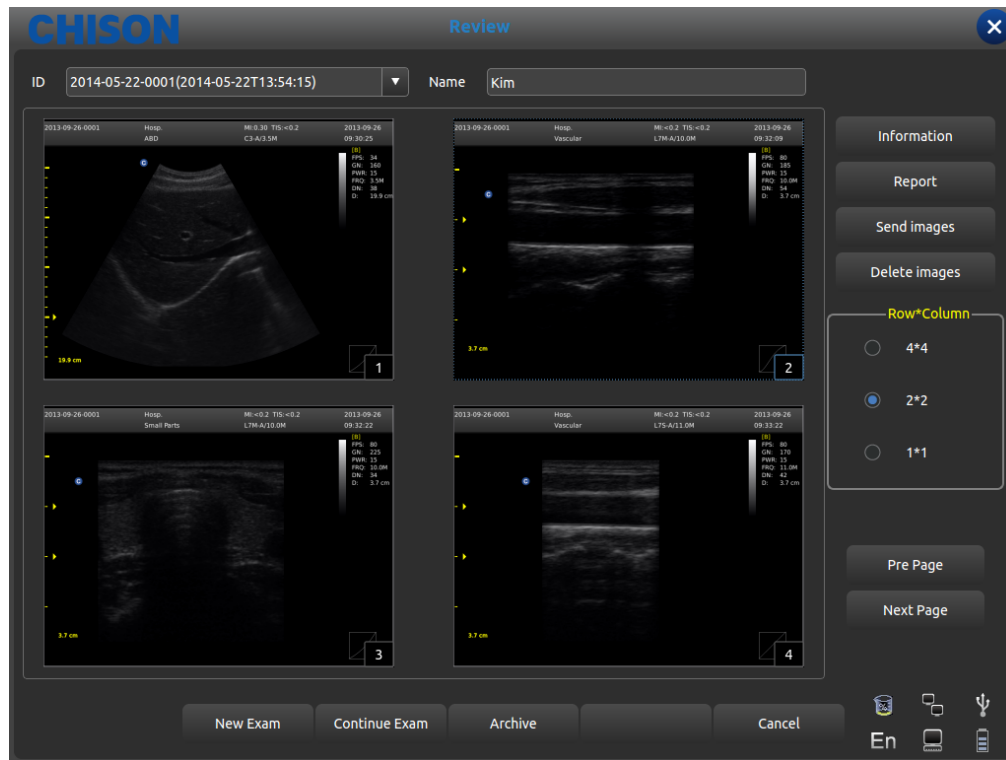 CHISON
Review
ID
2014-05-22-0001(2014-05-22T13:54:15)
Name
Kim
2013-09-26-0001 Hosp. MI:0.30 TIS:<0.2 2013-09-26
ABD C3-A/3.5M 09:30:25
[B]
FPS: 34
GN: 160
PWR: 15
FRQ: 3.5M
DN: 38
D: 19.9 cm
C
19.9 cm
1
2013-09-26-0001 Hosp. MI:<0.2 TIS:<0.2 2013-09-26
Vascular L7M-A/10.0M 09:32:09
[B]
FPS: 80
GN: 185
PWR: 15
FRQ: 10.0M
DN: 54
D: 3.7 cm
C
3.7 cm
2
2013-09-26-0001 Hosp. MI:<0.2 TIS:<0.2 2013-09-26
Small Parts L7M-A/10.0M 09:32:22
[B]
FPS: 80
GN: 225
PWR: 15
FRQ: 10.0M
DN: 34
D: 3.7 cm
C
3.7 cm
3
2013-09-26-0001 Hosp. MI:<0.2 TIS:<0.2 2013-09-26
Vascular L7S-A/11.0M 09:33:22
[B]
FPS: 80
GN: 170
PWR: 15
FRQ: 11.0M
DN: 42
D: 3.7 cm
C
3.7 cm
4
Information
Report
Send images
Delete images
Row*Column
4*4
2*2
1*1
Pre Page
Next Page
New Exam
Continue Exam
Archive
Cancel
%
En